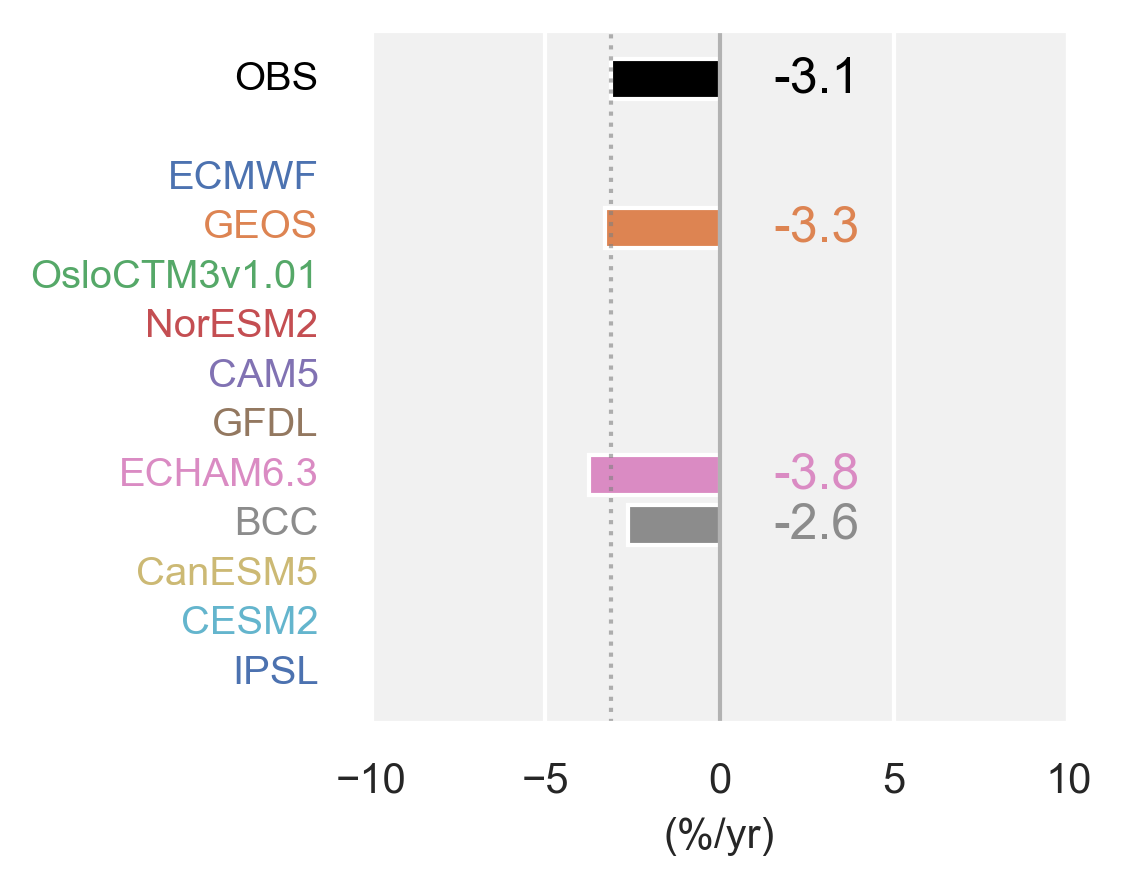 OBS -3.1
ECMWF
GEOS -3.3
OsloCTM3v1.01
NorESM2
CAM5
GFDL
ECHAM6.3 -3.8
BCC -2.6
CanESM5
CESM2
IPSL
−10 −5 0 5 10
(%/yr)